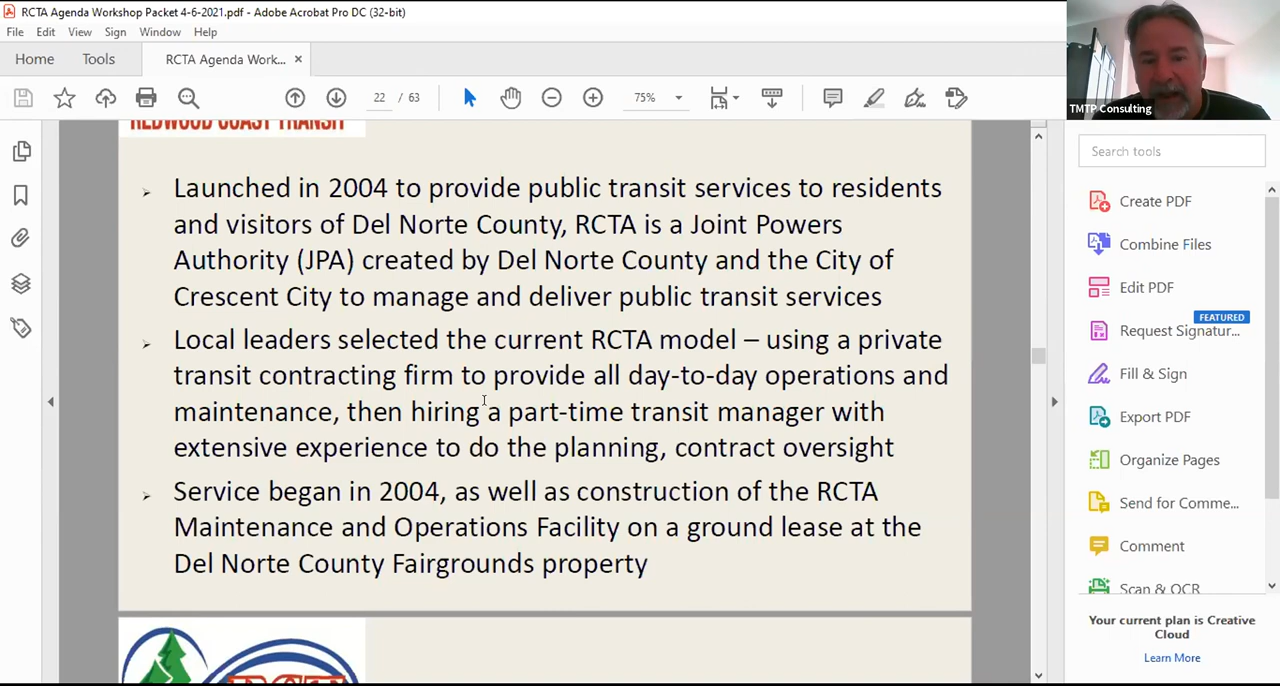 RCTA Agenda Workshop Packet 4-6-2021.pdf - Adobe Acrobat Pro DC (32-bit)
File Edit View Sign Window Help
Home Tools RCTA Agenda Work... ×
22 / 63 75%
TMTP Consulting
REDWOOD COAST TRANSIT
Launched in 2004 to provide public transit services to residents
and visitors of Del Norte County, RCTA is a Joint Powers
Authority (JPA) created by Del Norte County and the City of
Crescent City to manage and deliver public transit services
Local leaders selected the current RCTA model – using a private
transit contracting firm to provide all day-to-day operations and
maintenance, then hiring a part-time transit manager with
extensive experience to do the planning, contract oversight
Service began in 2004, as well as construction of the RCTA
Maintenance and Operations Facility on a ground lease at the
Del Norte County Fairgrounds property
Search tools
Create PDF
Combine Files
Edit PDF
FEATURED
Request Signatur...
Fill & Sign
Export PDF
Organize Pages
Send for Comme...
Comment
Scan & OCR
Your current plan is Creative
Cloud
Learn More